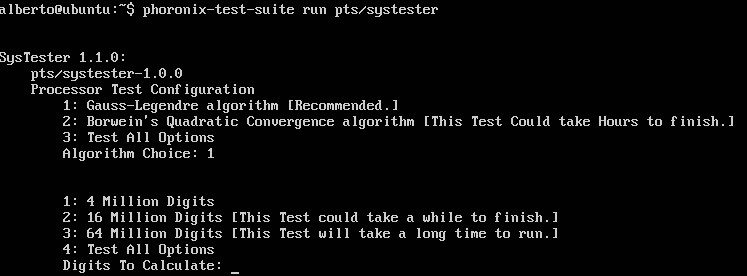 alberto@ubuntu:~$ phoronix-test-suite run pts/systester
SysTester 1.1.0:
pts/systester-1.0.0
Processor Test Configuration
1: Gauss-Legendre algorithm [Recommended.]
2: Borwein's Quadratic Convergence algorithm [This Test Could take Hours to finish.]
3: Test All Options
Algorithm Choice: 1
1: 4 Million Digits
2: 16 Million Digits [This Test could take a while to finish.]
3: 64 Million Digits [This Test will take a long time to run.]
4: Test All Options
Digits To Calculate: _